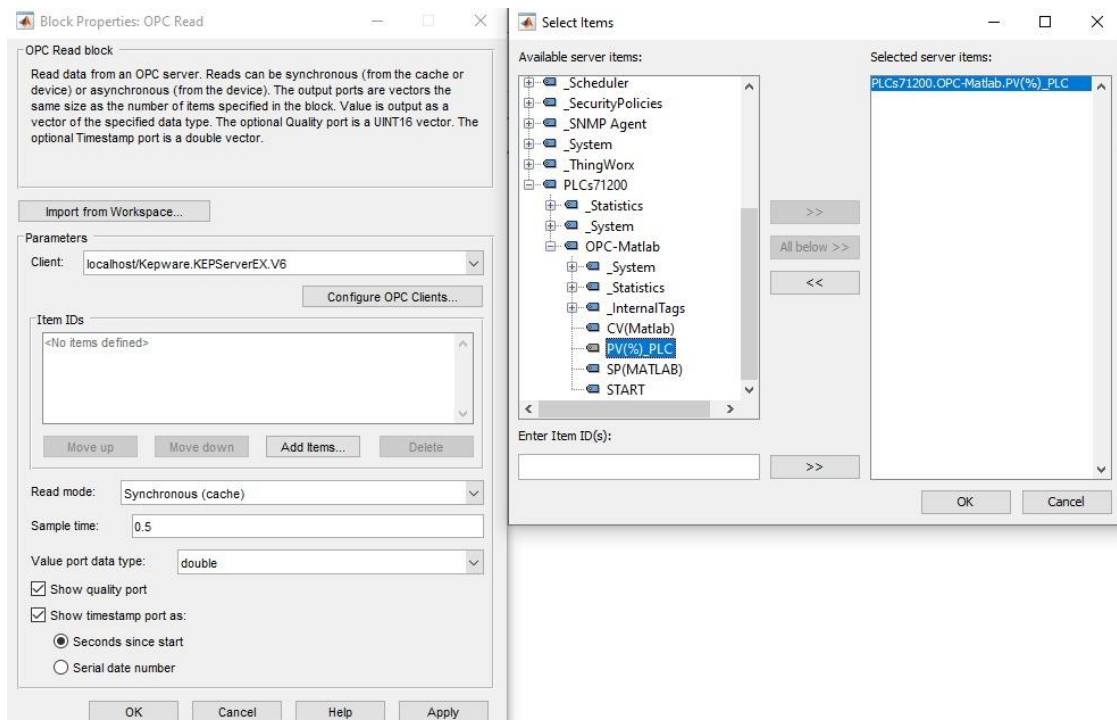 Block Properties: OPC Read
OPC Read block
Read data from an OPC server. Reads can be synchronous (from the cache or
device) or asynchronous (from the device). The output ports are vectors the
same size as the number of items specified in the block. Value is output as a
vector of the specified data type. The optional Quality port is a UINT16 vector. The
optional Timestamp port is a double vector.
Import from Workspace...
Parameters
Client: localhost/Kepware.KEPServerEX.V6
Configure OPC Clients...
Item IDs
<No items defined>
Move up Move down Add Items... Delete
Read mode: Synchronous (cache)
Sample time: 0.5
Value port data type: double
Show quality port
Show timestamp port as:
Seconds since start
Serial date number
OK Cancel Help Apply
Select Items
Available server items:
_Scheduler
_SecurityPolicies
_SNMP Agent
_System
_ThingWorx
PLCs71200
_Statistics
_System
OPC-Matlab
_System
_Statistics
_InternalTags
CV(Matlab)
PV(%)_PLC
SP(MATLAB)
START
Enter Item ID(s):
>>
All below >>
<<
>>
Selected server items:
PLCs71200.OPC-Matlab.PV(%)_PLC
OK Cancel